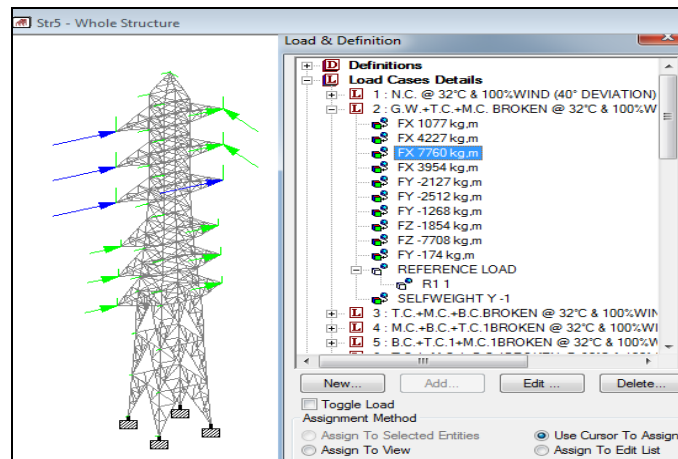 Str5 - Whole Structure
Load & Definition
Definitions
Load Cases Details
1 : N.C. @ 32°C & 100%WIND (40° DEVIATION)
2 : G.W.+T.C.+M.C. BROKEN @ 32°C & 100%W
FX 1077 kg,m
FX 4227 kg,m
FX 7760 kg,m
FX 3954 kg,m
FY -2127 kg,m
FY -2512 kg,m
FY -1268 kg,m
FZ -1854 kg,m
FZ -7708 kg,m
FY -174 kg,m
REFERENCE LOAD
R1 1
SELFWEIGHT Y -1
3 : T.C.+M.C.+B.C.BROKEN @ 32°C & 100%WIN
4 : M.C.+B.C.+T.C.1BROKEN @ 32°C & 100%WI
5 : B.C.+T.C.1+M.C.1BROKEN @ 32°C & 100%W
New... Add... Edit ... Delete...
Toggle Load
Assignment Method
Assign To Selected Entities Use Cursor To Assign
Assign To View Assign To Edit List